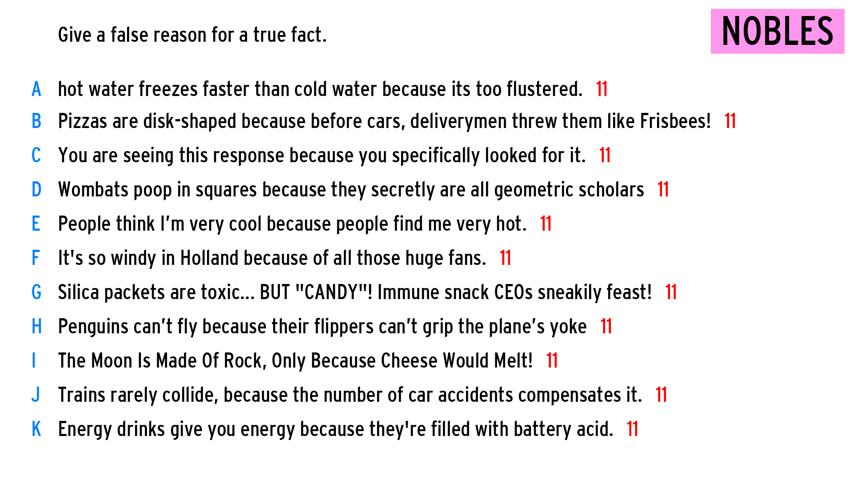 Give a false reason for a true fact.
NOBLES
A hot water freezes faster than cold water because its too flustered. 11
B Pizzas are disk-shaped because before cars, deliverymen threw them like Frisbees! 11
C You are seeing this response because you specifically looked for it. 11
D Wombats poop in squares because they secretly are all geometric scholars 11
E People think I'm very cool because people find me very hot. 11
F It's so windy in Holland because of all those huge fans. 11
G Silica packets are toxic... BUT "CANDY"! Immune snack CEOs sneakily feast! 11
H Penguins can't fly because their flippers can't grip the plane's yoke 11
I The Moon Is Made Of Rock, Only Because Cheese Would Melt! 11
J Trains rarely collide, because the number of car accidents compensates it. 11
K Energy drinks give you energy because they're filled with battery acid. 11